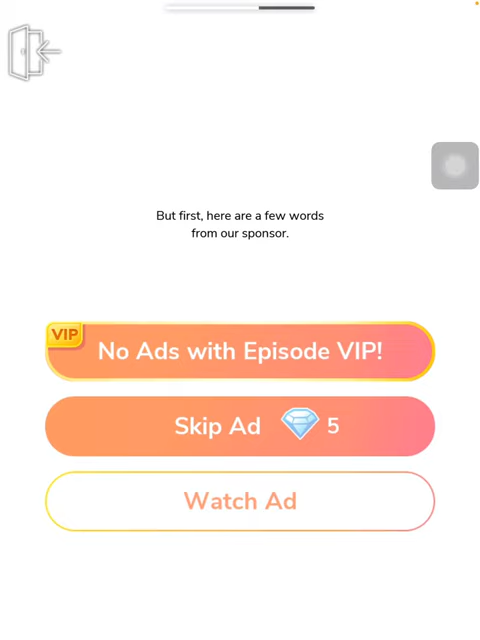 But first, here are a few words
from our sponsor.
VIP
No Ads with Episode VIP!
Skip Ad 5
Watch Ad